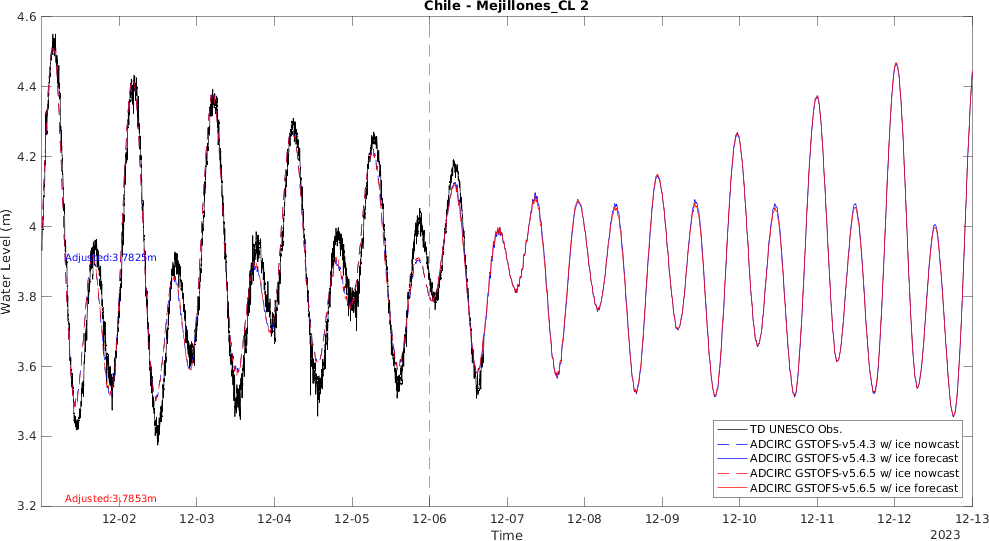 Chile - Mejillones_CL 2
4.6
4.4
4.2
4
3.8
3.6
3.4
3.2
Water Level (m)
Adjusted:3.7825m
Adjusted:3.7853m
TD UNESCO Obs.
ADCIRC GSTOFS-v5.4.3 w/ ice nowcast
ADCIRC GSTOFS-v5.4.3 w/ ice forecast
ADCIRC GSTOFS-v5.6.5 w/ ice nowcast
ADCIRC GSTOFS-v5.6.5 w/ ice forecast
12-02 12-03 12-04 12-05 12-06 12-07 12-08 12-09 12-10 12-11 12-12 12-13
Time
2023